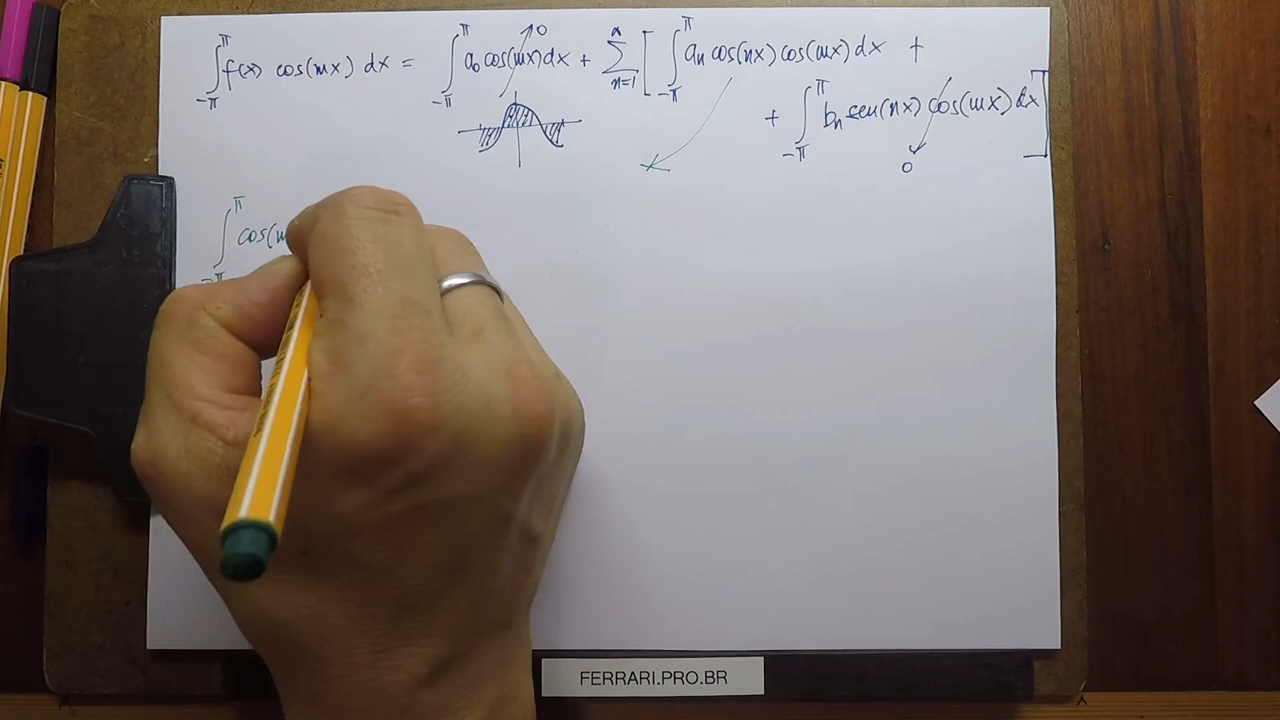 ∫_{-π}^{π} f(x) cos(mx) dx = ∫_{-π}^{π} a₀ cos(mx) dx + ∑_{n=1}^{∞} [ ∫_{-π}^{π} aₙ cos(nx) cos(mx) dx +
0
+ ∫_{-π}^{π} bₙ sen(nx) cos(mx) dx ]
0
∫_{-π}^{π} cos(m
FERRARI.PRO.BR